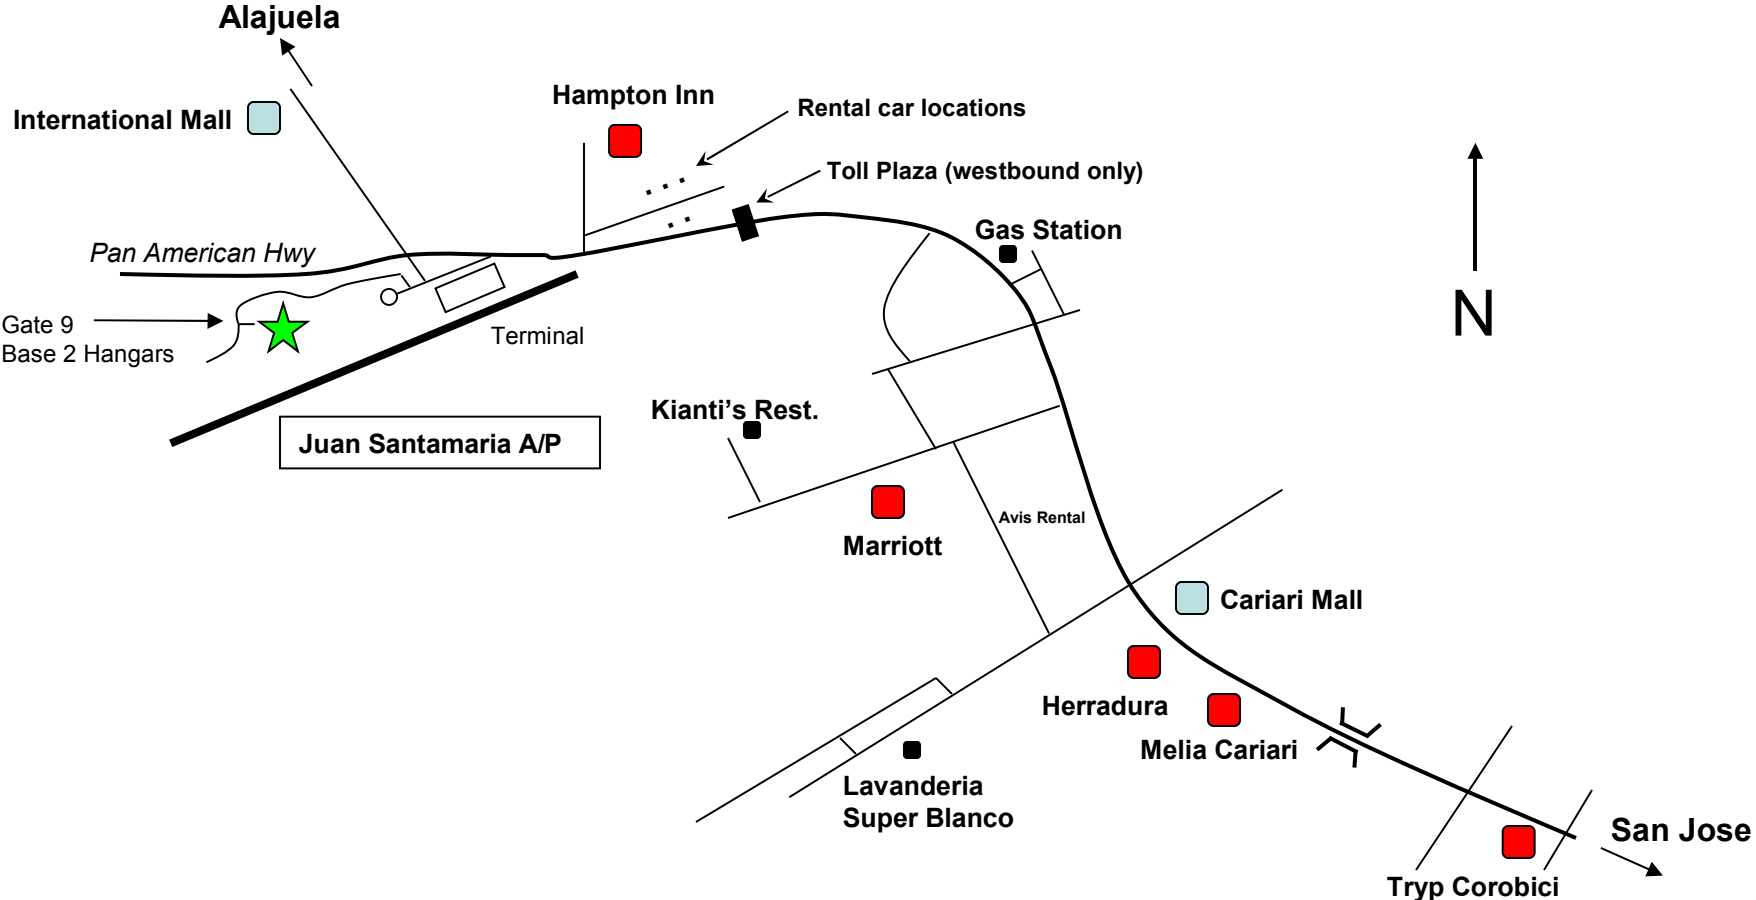 Alajuela
Hampton Inn
International Mall
Rental car locations
Toll Plaza (westbound only)
Gas Station
Pan American Hwy
N
Gate 9
Base 2 Hangars
Terminal
Kianti's Rest.
Juan Santamaria A/P
Avis Rental
Marriott
Cariari Mall
Herradura
Melia Cariari
Lavanderia
Super Blanco
San Jose
Tryp Corobici